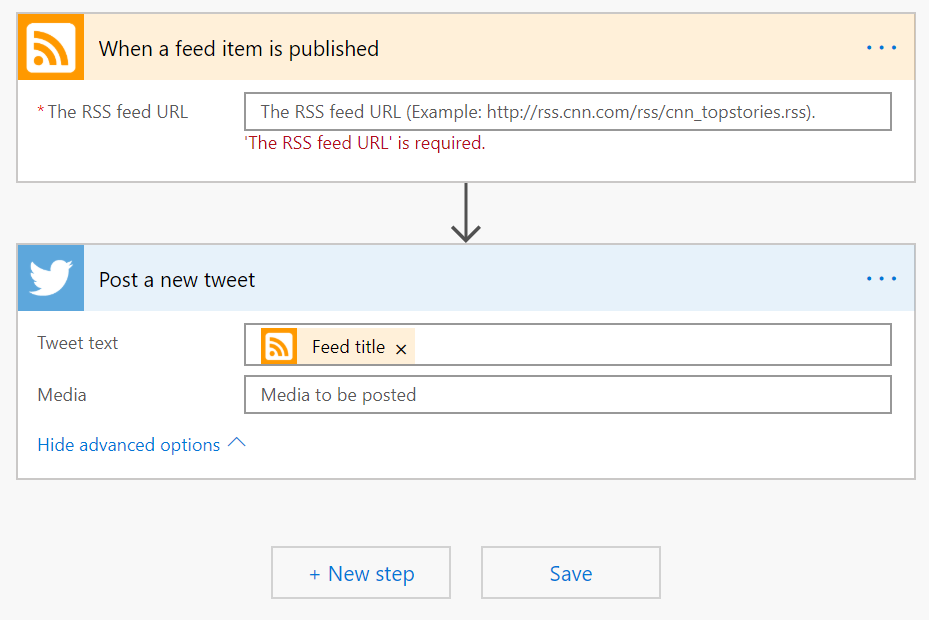 When a feed item is published
* The RSS feed URL
The RSS feed URL (Example: http://rss.cnn.com/rss/cnn_topstories.rss).
'The RSS feed URL' is required.
Post a new tweet
Tweet text
Feed title ×
Media
Media to be posted
Hide advanced options
+ New step
Save